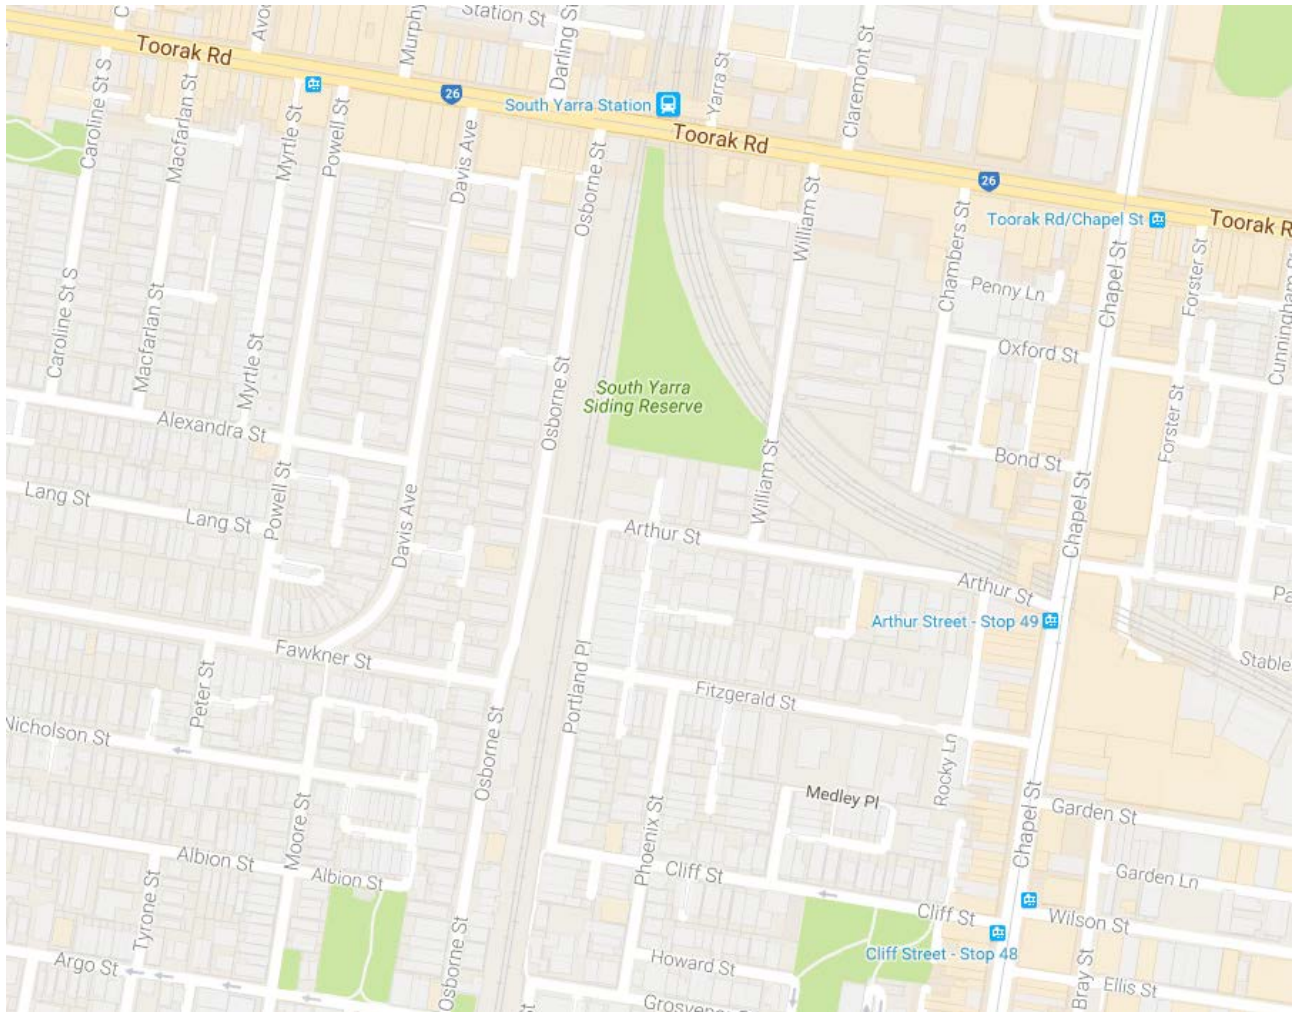 Station St
Darling St
Murphy
Avo
Toorak Rd
26
South Yarra Station
Yarra St
Claremont St
Toorak Rd
26
Toorak Rd/Chapel St
Toorak R
Caroline St S
Macfarlan St
Myrtle St
Powell St
Davis Ave
Osborne St
William St
Chambers St
Penny Ln
Chapel St
Forster St
Cunningham
Oxford St
Caroline St S
Macfarlan St
Myrtle St
Alexandra St
Osborne St
South Yarra
Siding Reserve
Forster St
Bond St
Lang St
Lang St
Powell St
Davis Ave
William St
Arthur St
Chapel St
Arthur St
Arthur Street - Stop 49
Pa
Stable
Fawkner St
Peter St
Portland Pl
Fitzgerald St
Nicholson St
Osborne St
Rocky Ln
Medley Pl
Garden St
Moore St
Phoenix St
Chapel St
Albion St
Albion St
Cliff St
Garden Ln
Tyrone St
Cliff St
Wilson St
Osborne St
Argo St
Howard St
Cliff Street - Stop 48
Bray St
Ellis St
St